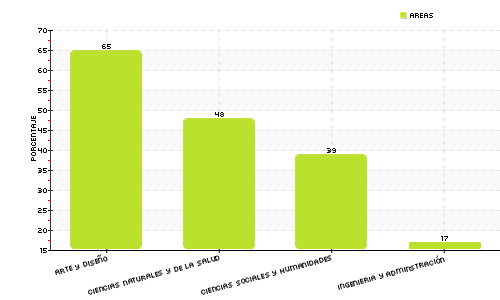 AREAS
PORCENTAJE
70
65
60
55
50
45
40
35
30
25
20
15
65
48
39
17
ARTE Y DISEÑO
CIENCIAS NATURALES Y DE LA SALUD
CIENCIAS SOCIALES Y HUMANIDADES
INGENIERIA Y ADMINSTRACIÓN